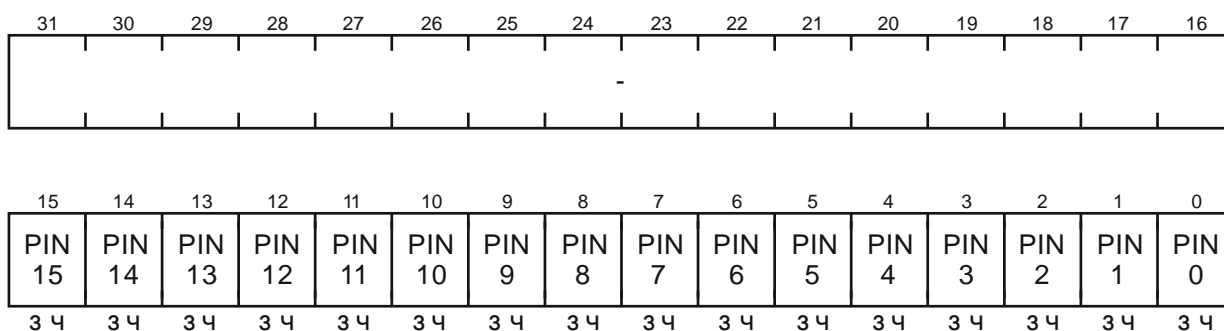 31 30 29 28 27 26 25 24 23 22 21 20 19 18 17 16
-
15 14 13 12 11 10 9 8 7 6 5 4 3 2 1 0
PIN PIN PIN PIN PIN PIN PIN PIN PIN PIN PIN PIN PIN PIN PIN PIN
15 14 13 12 11 10 9 8 7 6 5 4 3 2 1 0
З Ч З Ч З Ч З Ч З Ч З Ч З Ч З Ч З Ч З Ч З Ч З Ч З Ч З Ч З Ч З Ч